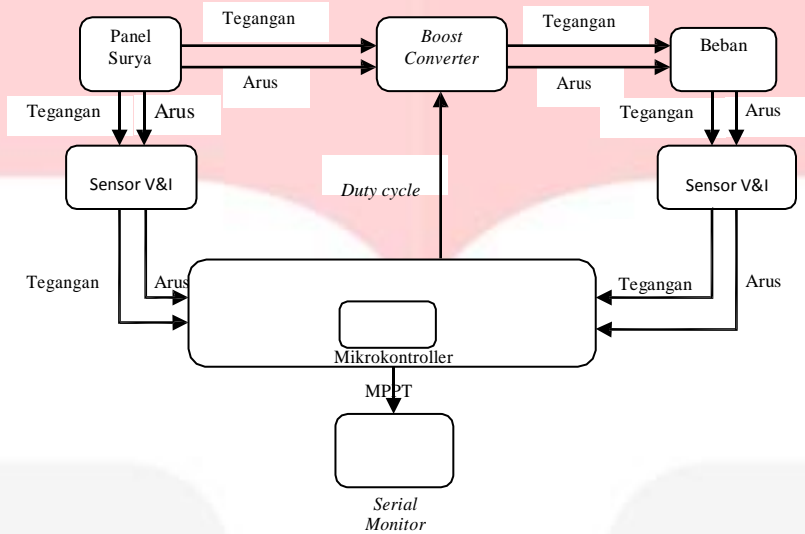 Tegangan
Tegangan
Panel
Surya
Boost
Converter
Beban
Arus
Arus
Tegangan
Arus
Tegangan
Arus
Sensor V&I
Duty cycle
Sensor V&I
Tegangan
Arus
Tegangan
Arus
Mikrokontroller
MPPT
Serial
Monitor